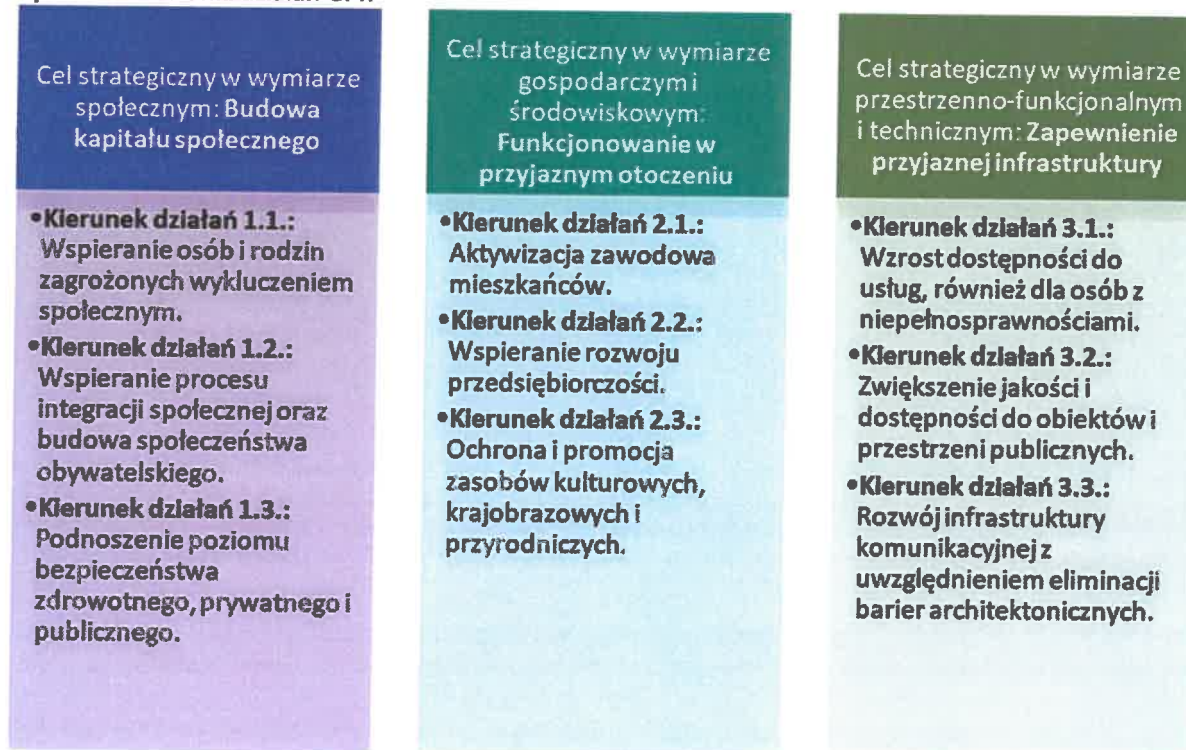 Cel strategiczny w wymiarze
społecznym: Budowa
kapitału społecznego
•Kierunek działań 1.1.:
Wspieranie osób i rodzin
zagrożonych wykluczeniem
społecznym.
•Kierunek działań 1.2.:
Wspieranie procesu
integracji społecznej oraz
budowa społeczeństwa
obywatelskiego.
•Kierunek działań 1.3.:
Podnoszenie poziomu
bezpieczeństwa
zdrowotnego, prywatnego i
publicznego.
Cel strategiczny w wymiarze
gospodarczym i
środowiskowym:
Funkcjonowanie w
przyjaznym otoczeniu
•Kierunek działań 2.1.:
Aktywizacja zawodowa
mieszkańców.
•Kierunek działań 2.2.:
Wspieranie rozwoju
przedsiębiorczości.
•Kierunek działań 2.3.:
Ochrona i promocja
zasobów kulturowych,
krajobrazowych i
przyrodniczych.
Cel strategiczny w wymiarze
przestrzenno-funkcjonalnym
i technicznym: Zapewnienie
przyjaznej infrastruktury
•Kierunek działań 3.1.:
Wzrost dostępności do
usług, również dla osób z
niepełnosprawnościami.
•Kierunek działań 3.2.:
Zwiększenie jakości i
dostępności do obiektów i
przestrzeni publicznych.
•Kierunek działań 3.3.:
Rozwój infrastruktury
komunikacyjnej z
uwzględnieniem eliminacji
barier architektonicznych.